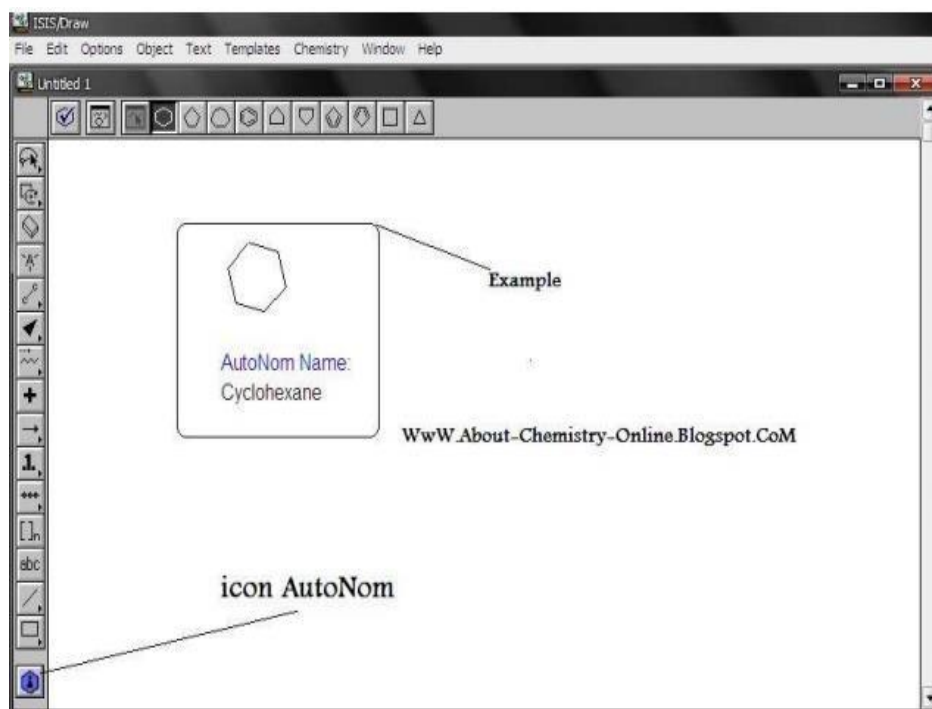 ISIS/Draw
File Edit Options Object Text Templates Chemistry Window Help
Untitled 1
Example
AutoNom Name:
Cyclohexane
WwW.About-Chemistry-Online.Blogspot.CoM
icon AutoNom
"A"
1.
[ ]n
abc